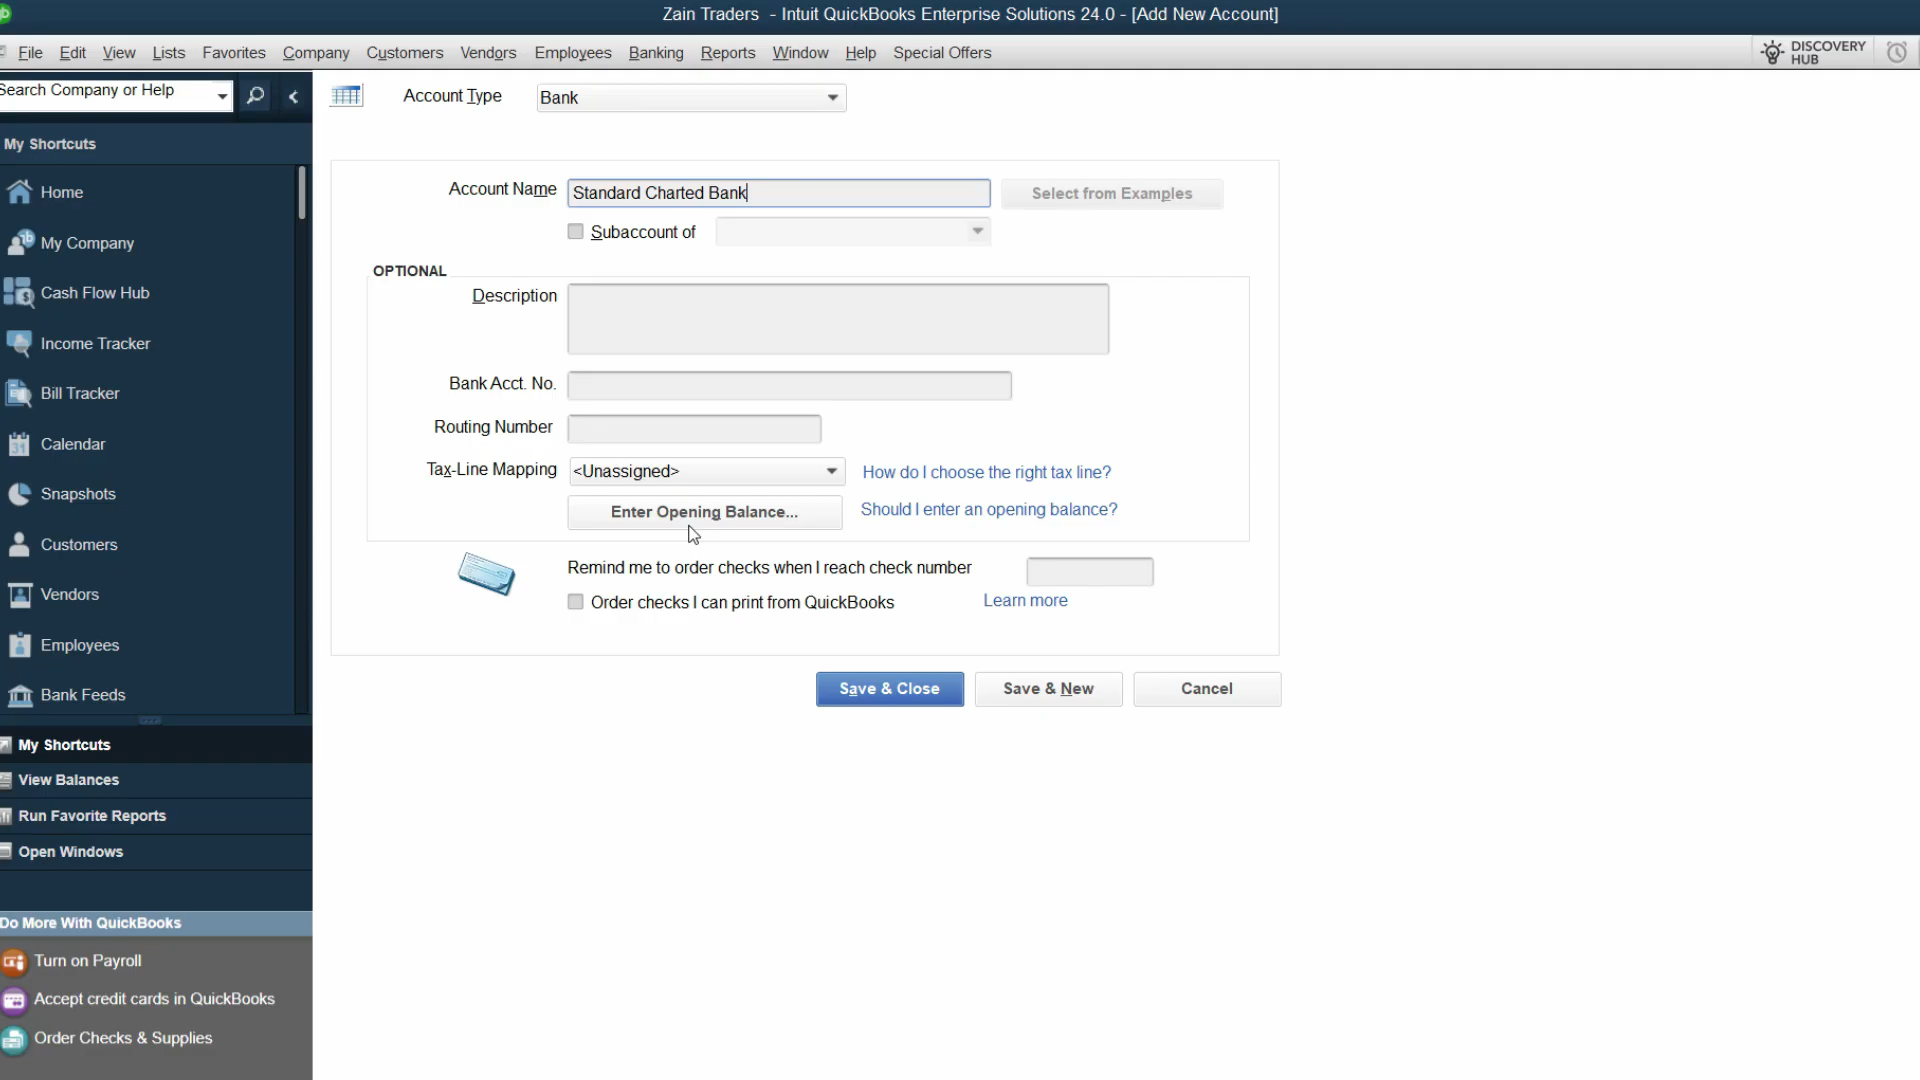 Zain Traders - Intuit QuickBooks Enterprise Solutions 24.0 - [Add New Account]
File Edit View Lists Favorites Company Customers Vendors Employees Banking Reports Window Help Special Offers
DISCOVERY
HUB
Search Company or Help
My Shortcuts
Home
My Company
Cash Flow Hub
Income Tracker
Bill Tracker
Calendar
Snapshots
Customers
Vendors
Employees
Bank Feeds
My Shortcuts
View Balances
Run Favorite Reports
Open Windows
Do More With QuickBooks
Turn on Payroll
Accept credit cards in QuickBooks
Order Checks & Supplies
Account Type Bank
Account Name Standard Charted Bank Select from Examples
Subaccount of
OPTIONAL
Description
Bank Acct. No.
Routing Number
Tax-Line Mapping <Unassigned> How do I choose the right tax line?
Enter Opening Balance... Should I enter an opening balance?
Remind me to order checks when I reach check number
Order checks I can print from QuickBooks Learn more
Save & Close Save & New Cancel